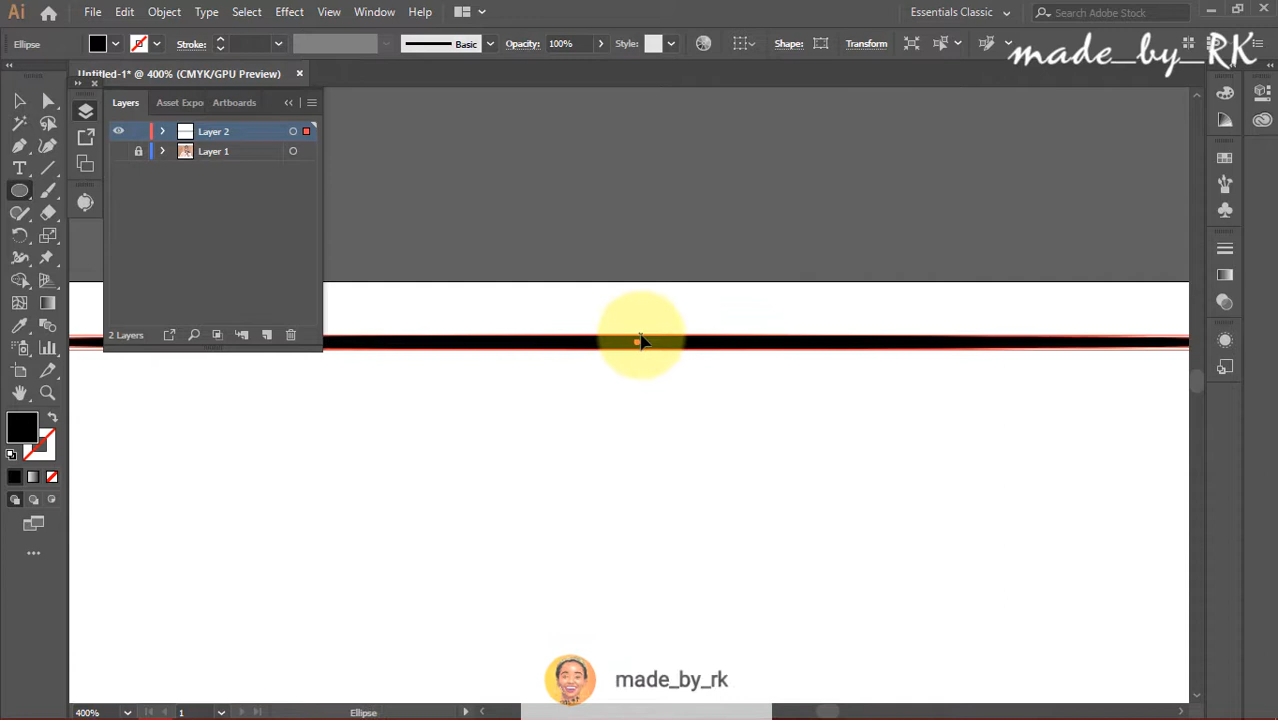 Ai File Edit Object Type Select Effect View Window Help Essentials Classic Search Adobe Stock
Ellipse Stroke: Basic Opacity: 100% Style: Shape: Transform
made_by_RK
Untitled-1* @ 400% (CMYK/GPU Preview)
Layers Asset Expo Artboards
Layer 2
Layer 1
2 Layers
made_by_rk
400% 1 Ellipse